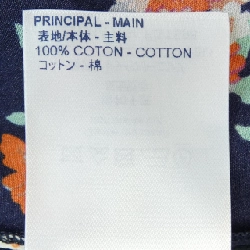 PRINCIPAL - MAIN
表地/本体 - 主料
100% COTON - COTTON
コットン - 棉